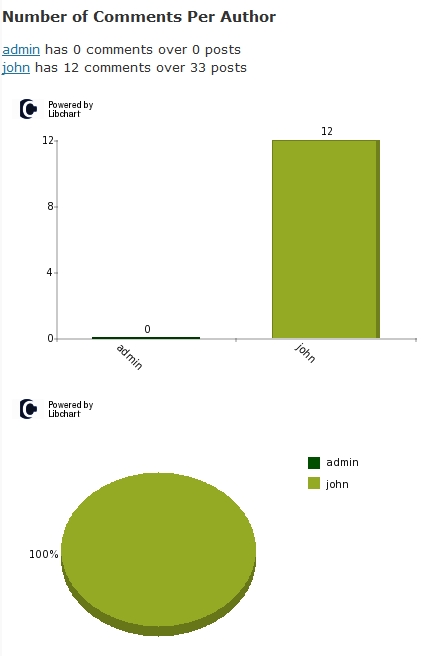 Number of Comments Per Author
admin has 0 comments over 0 posts
john has 12 comments over 33 posts
Powered by
Libchart
12
12
8
4
0
0
admin
john
Powered by
Libchart
admin
john
100%